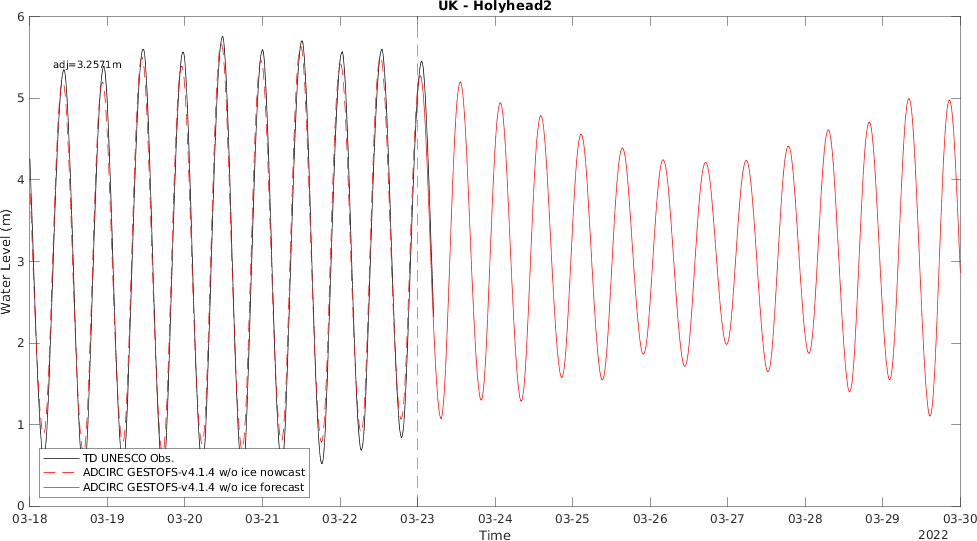 UK - Holyhead2
adj=3.2571m
Water Level (m)
6
5
4
3
2
1
0
TD UNESCO Obs.
ADCIRC GESTOFS-v4.1.4 w/o ice nowcast
ADCIRC GESTOFS-v4.1.4 w/o ice forecast
03-18 03-19 03-20 03-21 03-22 03-23 03-24 03-25 03-26 03-27 03-28 03-29 03-30
Time
2022